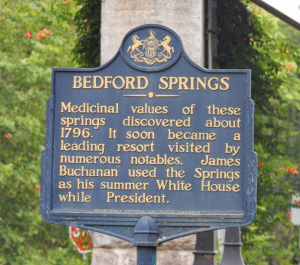 BEDFORD SPRINGS
Medicinal values of these
springs discovered about
1796. It soon became a
leading resort visited by
numerous notables. James
Buchanan used the Springs
as his summer White House
while President.